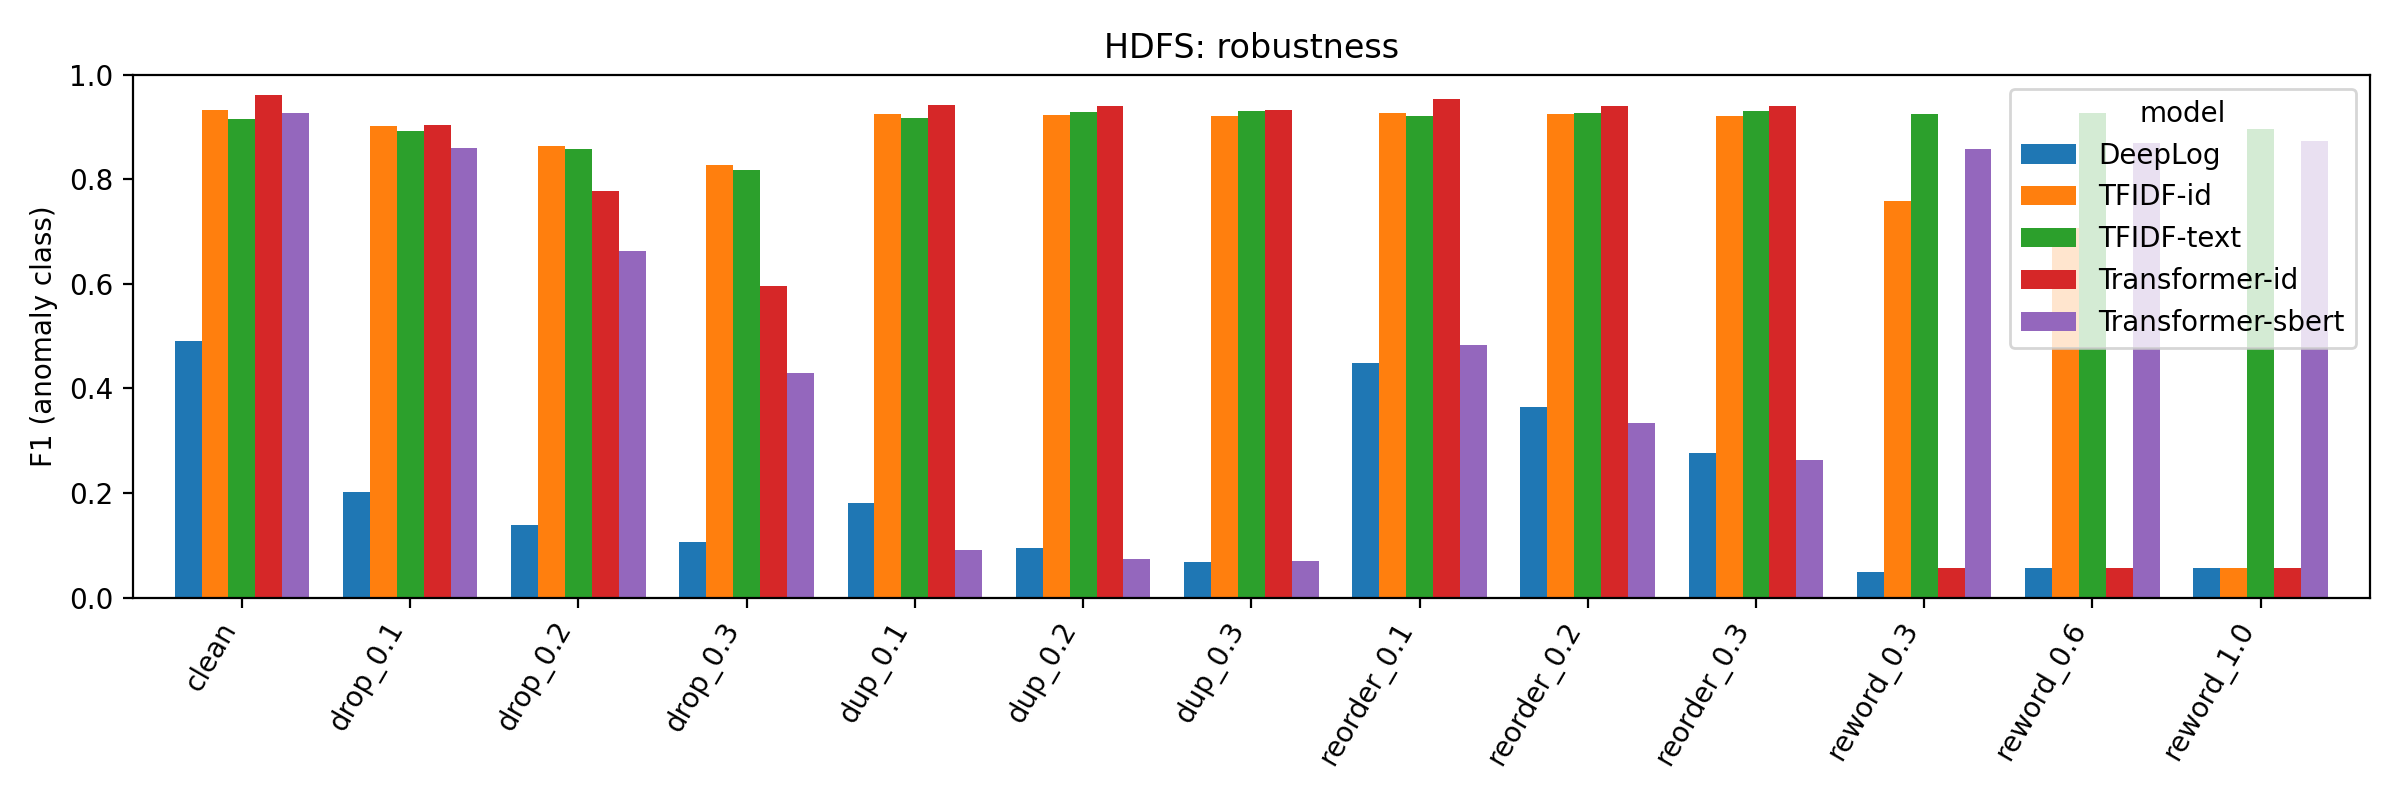 HDFS: robustness
F1 (anomaly class)
1.0
0.8
0.6
0.4
0.2
0.0
model
DeepLog
TFIDF-id
TFIDF-text
Transformer-id
Transformer-sbert
clean
drop_0.1
drop_0.2
drop_0.3
dup_0.1
dup_0.2
dup_0.3
reorder_0.1
reorder_0.2
reorder_0.3
reword_0.3
reword_0.6
reword_1.0